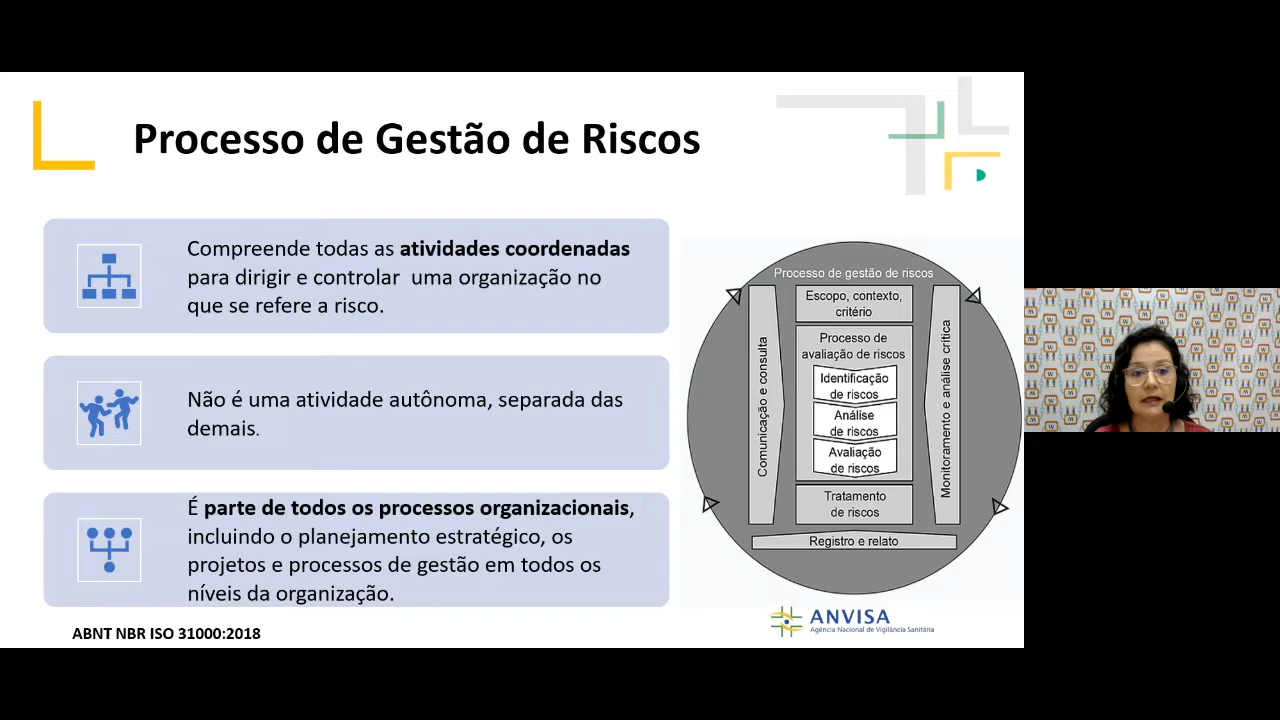 Processo de Gestão de Riscos
Compreende todas as atividades coordenadas
para dirigir e controlar uma organização no
que se refere a risco.
Não é uma atividade autônoma, separada das
demais.
É parte de todos os processos organizacionais,
incluindo o planejamento estratégico, os
projetos e processos de gestão em todos os
níveis da organização.
ABNT NBR ISO 31000:2018
Processo de gestão de riscos
Escopo, contexto,
critério
Processo de
avaliação de riscos
Identificação
de riscos
Análise
de riscos
Avaliação
de riscos
Tratamento
de riscos
Comunicação e consulta
Monitoramento e análise crítica
Registro e relato
ANVISA
Agência Nacional de Vigilância Sanitária